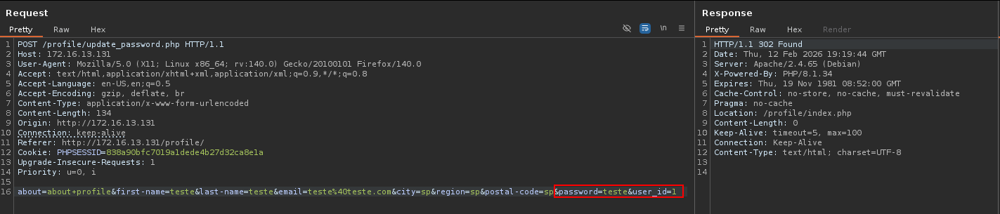 Request
Pretty Raw Hex \n
1 POST /profile/update_password.php HTTP/1.1
2 Host: 172.16.13.131
3 User-Agent: Mozilla/5.0 (X11; Linux x86_64; rv:140.0) Gecko/20100101 Firefox/140.0
4 Accept: text/html,application/xhtml+xml,application/xml;q=0.9,*/*;q=0.8
5 Accept-Language: en-US,en;q=0.5
6 Accept-Encoding: gzip, deflate, br
7 Content-Type: application/x-www-form-urlencoded
8 Content-Length: 134
9 Origin: http://172.16.13.131
10 Connection: keep-alive
11 Referer: http://172.16.13.131/profile/
12 Cookie: PHPSESSID=838a90bfc7019a1dede4b27d32ca8e1a
13 Upgrade-Insecure-Requests: 1
14 Priority: u=0, i
15
16 about=about+profile&first-name=teste&last-name=teste&email=teste%40teste.com&city=sp&region=sp&postal-code=sp&password=teste&user_id=1
Response
Pretty Raw Hex Render
1 HTTP/1.1 302 Found
2 Date: Thu, 12 Feb 2026 19:19:44 GMT
3 Server: Apache/2.4.65 (Debian)
4 X-Powered-By: PHP/8.1.34
5 Expires: Thu, 19 Nov 1981 08:52:00 GMT
6 Cache-Control: no-store, no-cache, must-revalidate
7 Pragma: no-cache
8 Location: /profile/index.php
9 Content-Length: 0
10 Keep-Alive: timeout=5, max=100
11 Connection: Keep-Alive
12 Content-Type: text/html; charset=UTF-8
13
14